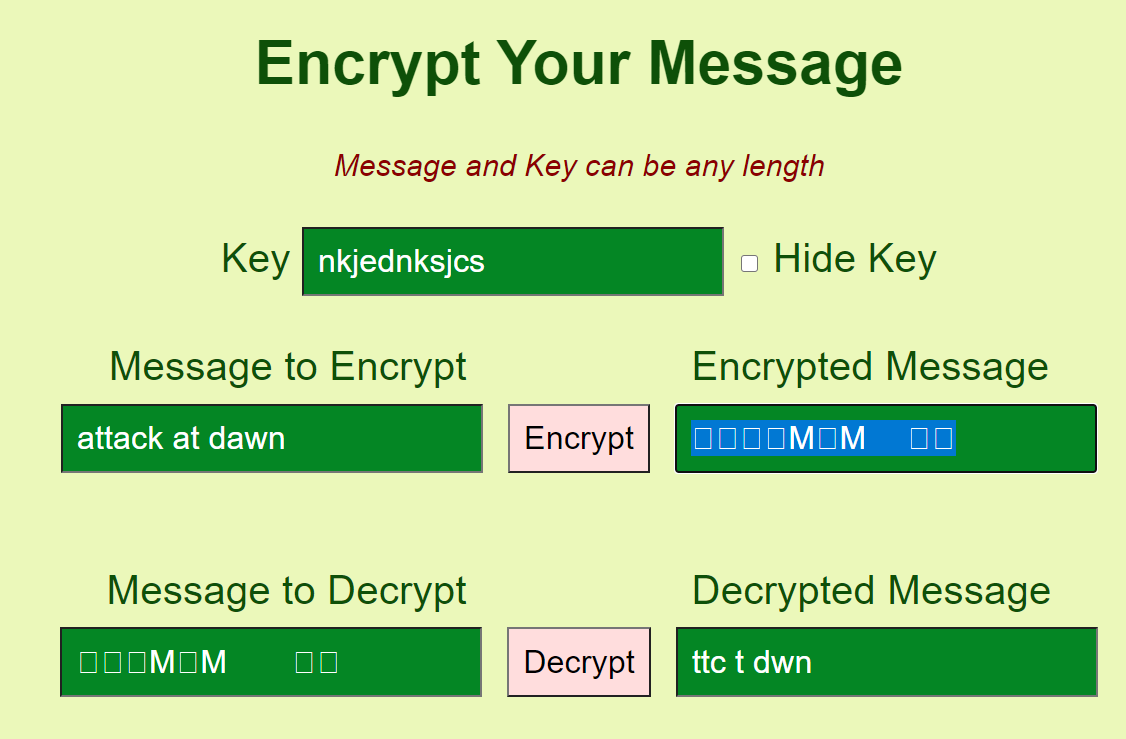 Encrypt Your Message
Message and Key can be any length
Key nkjednksjcs Hide Key
Message to Encrypt Encrypted Message
attack at dawn Encrypt □□□□M□M □□
Message to Decrypt Decrypted Message
□□□M□M □□ Decrypt ttc t dwn